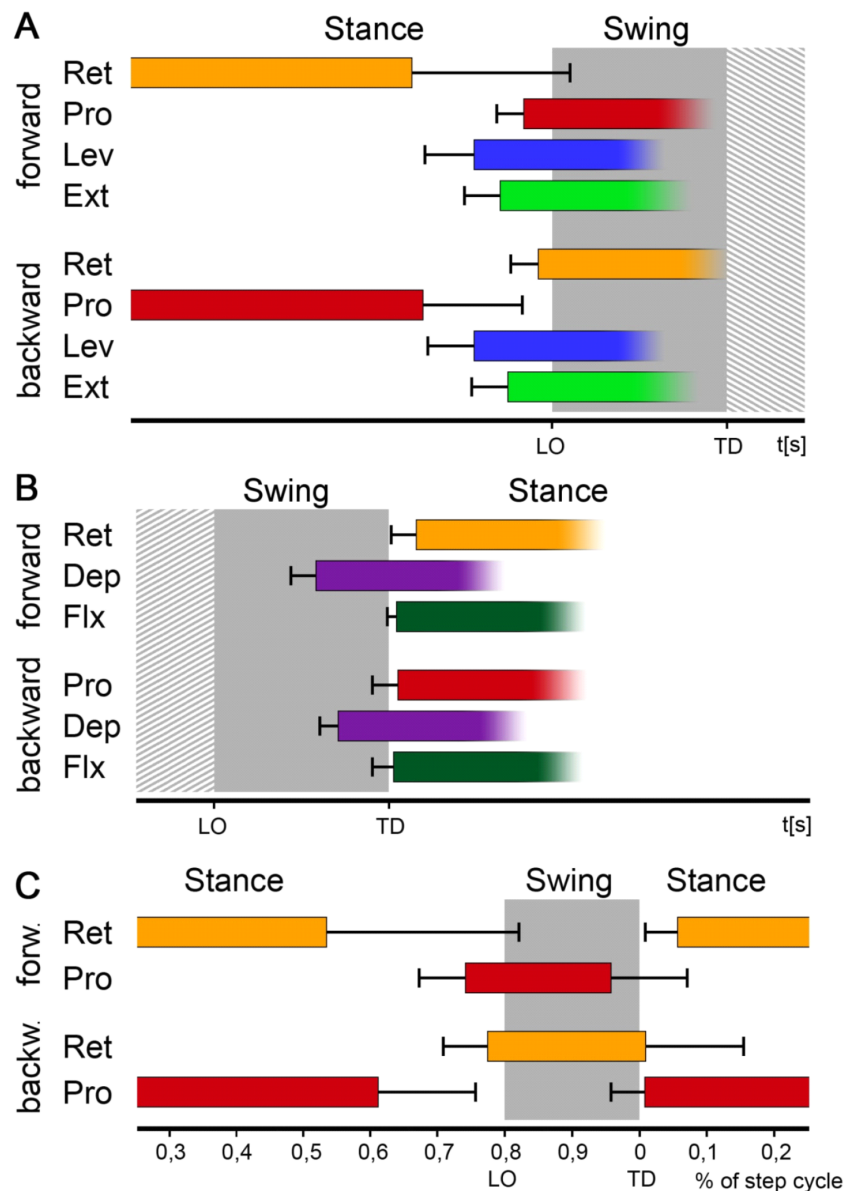 A
Stance Swing
forward
Ret
Pro
Lev
Ext
backward
Ret
Pro
Lev
Ext
LO TD t[s]
B
Swing Stance
forward
Ret
Dep
Flx
backward
Pro
Dep
Flx
LO TD t[s]
C
Stance Swing Stance
forw.
Ret
Pro
backw.
Ret
Pro
0,3 0,4 0,5 0,6 0,7 0,8 0,9 0 0,1 0,2
LO TD % of step cycle